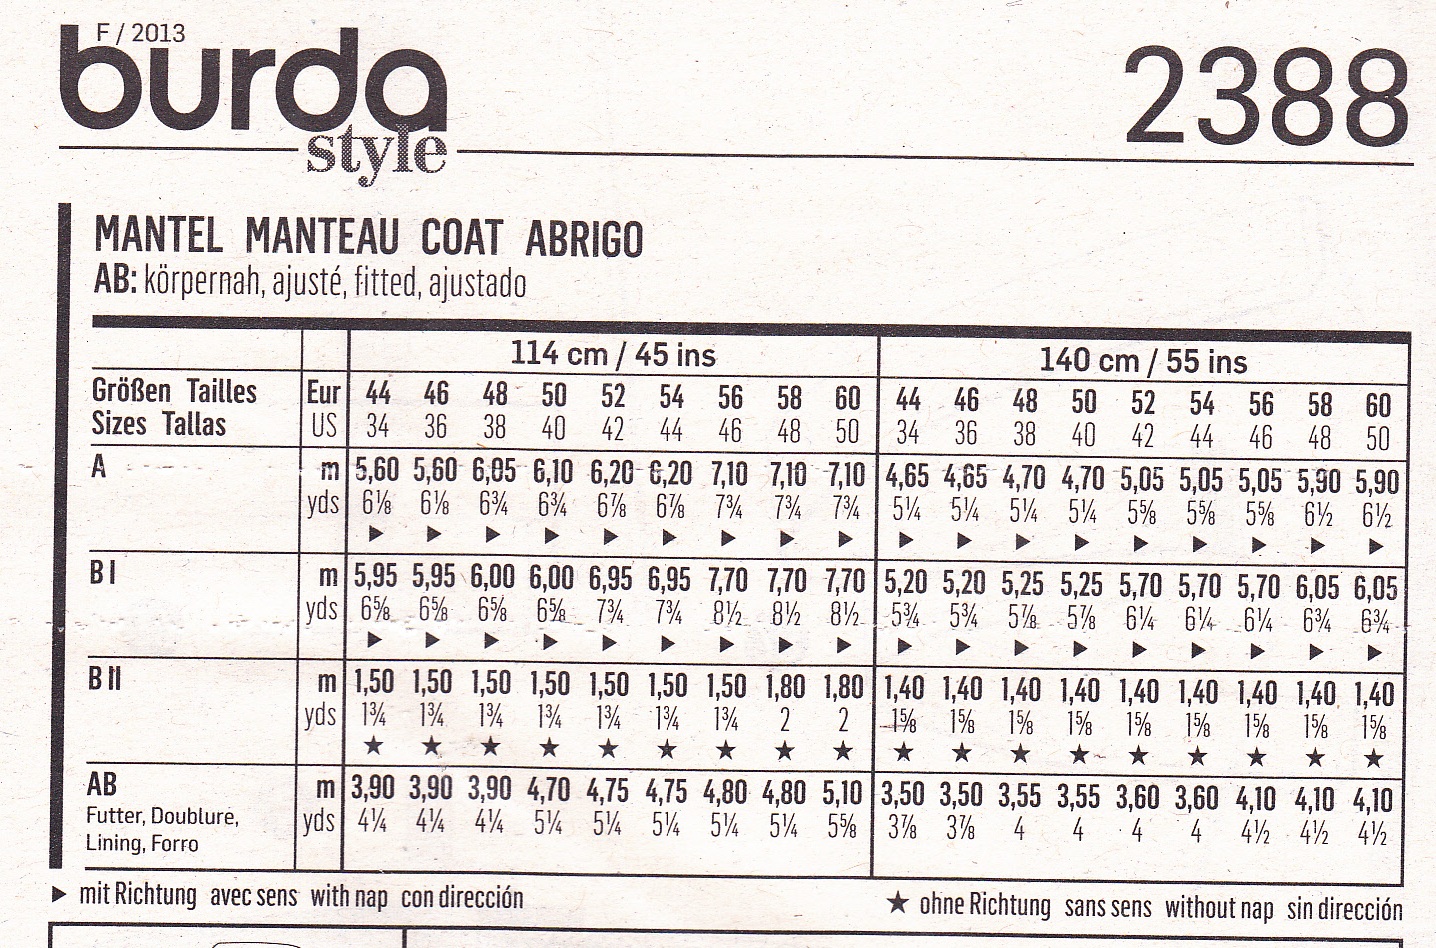 F / 2013
burda
style
2388
MANTEL MANTEAU COAT ABRIGO
AB: körpernah, ajusté, fitted, ajustado
114 cm / 45 ins 140 cm / 55 ins
Größen Tailles Eur 44 46 48 50 52 54 56 58 60 44 46 48 50 52 54 56 58 60
Sizes Tallas US 34 36 38 40 42 44 46 48 50 34 36 38 40 42 44 46 48 50
A m 5,60 5,60 6,05 6,10 6,20 6,20 7,10 7,10 7,10 4,65 4,65 4,70 4,70 5,05 5,05 5,05 5,90 5,90
yds 6⅛ 6⅛ 6¾ 6¾ 6⅞ 6⅞ 7¾ 7¾ 7¾ 5¼ 5¼ 5¼ 5¼ 5⅝ 5⅝ 5⅝ 6½ 6½
▶ ▶ ▶ ▶ ▶ ▶ ▶ ▶ ▶ ▶ ▶ ▶ ▶ ▶ ▶ ▶ ▶ ▶
B I m 5,95 5,95 6,00 6,00 6,95 6,95 7,70 7,70 7,70 5,20 5,20 5,25 5,25 5,70 5,70 5,70 6,05 6,05
yds 6⅝ 6⅝ 6⅝ 6⅝ 7¾ 7¾ 8½ 8½ 8½ 5¾ 5¾ 5⅞ 5⅞ 6¼ 6¼ 6¼ 6¾ 6¾
▶ ▶ ▶ ▶ ▶ ▶ ▶ ▶ ▶ ▶ ▶ ▶ ▶ ▶ ▶ ▶ ▶ ▶
B II m 1,50 1,50 1,50 1,50 1,50 1,50 1,50 1,80 1,80 1,40 1,40 1,40 1,40 1,40 1,40 1,40 1,40 1,40
yds 1¾ 1¾ 1¾ 1¾ 1¾ 1¾ 1¾ 2 2 1⅝ 1⅝ 1⅝ 1⅝ 1⅝ 1⅝ 1⅝ 1⅝ 1⅝
★ ★ ★ ★ ★ ★ ★ ★ ★ ★ ★ ★ ★ ★ ★ ★ ★ ★
AB m 3,90 3,90 3,90 4,70 4,75 4,75 4,80 4,80 5,10 3,50 3,50 3,55 3,55 3,60 3,60 4,10 4,10 4,10
Futter, Doublure, yds 4¼ 4¼ 4¼ 5¼ 5¼ 5¼ 5¼ 5¼ 5⅝ 3⅞ 3⅞ 4 4 4 4 4½ 4½ 4½
Lining, Forro
▶ mit Richtung avec sens with nap con dirección ★ ohne Richtung sans sens without nap sin dirección